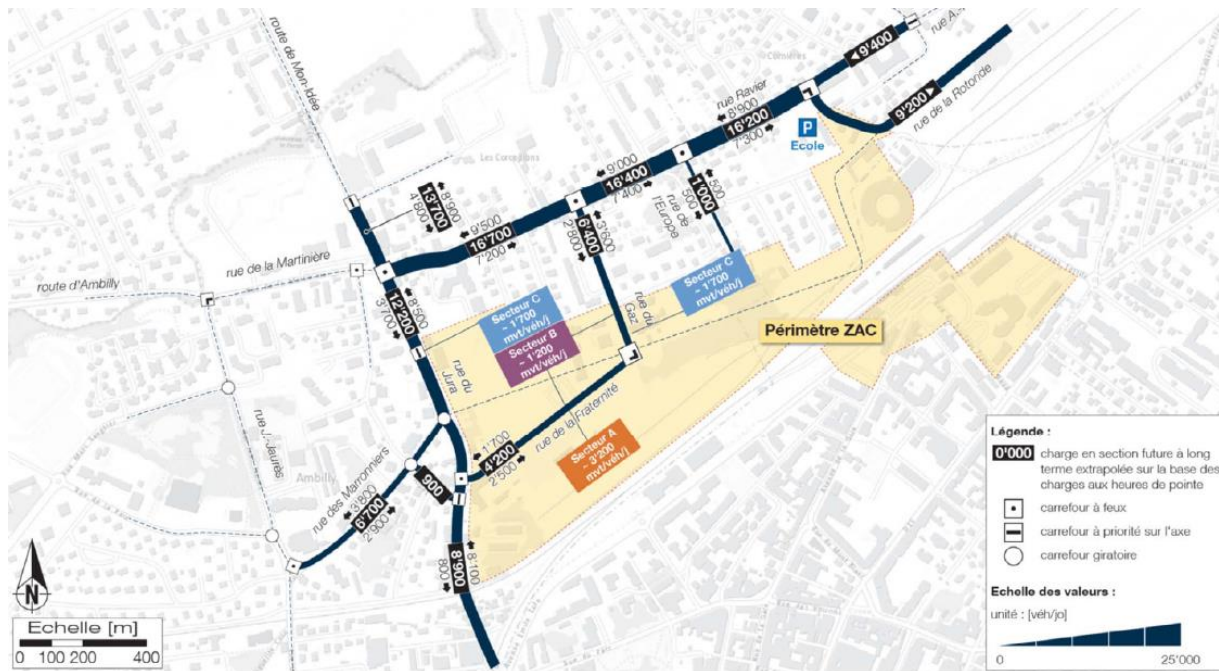 route de Mon-Idée
rue Ravier
◄9'400
9'200►
rue de la Rotonde
8'900
16'200
7'300
P
Ecole
9'000
16'400
7'400
rue de
l'Europe
500
1'000
500
8'900
13'700
4'800
9'500
16'700
7'200
3'600
6'400
2'800
rue de la Martinière
route d'Ambilly
8'500
12'200
3'700
Secteur C
~ 1'700
mvt/véh/j
Secteur B
~ 1'200
mvt/véh/j
Secteur C
~ 1'700
mvt/véh/j
rue du
Gaz
Périmètre ZAC
rue du
Jura
rue de la Fraternité
1'700
4'200
2'500
Secteur A
~ 3'200
mvt/véh/j
rue J.-Jaurès
Ambilly
900
rue des Marronniers
3'800
6'700
2'900
8'100
8'900
800
N
Echelle [m]
0 100 200 400
Légende :
0'000 charge en section future à long
terme extrapolée sur la base des
charges aux heures de pointe
carrefour à feux
carrefour à priorité sur l'axe
carrefour giratoire
Echelle des valeurs :
unité : [véh/jo]
0 25'000